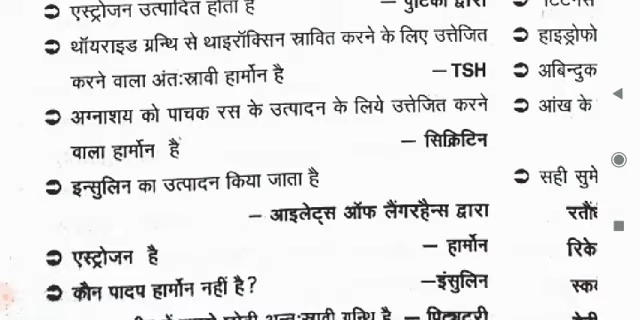 एस्ट्रोजन उत्पादित होता है
थॉयराइड ग्रन्थि से थाइरॉक्सिन स्रावित करने के लिए उत्तेजित
करने वाला अंतःस्रावी हार्मोन है — TSH
अग्नाशय को पाचक रस के उत्पादन के लिये उत्तेजित करने
वाला हार्मोन है — सिक्रिटिन
इन्सुलिन का उत्पादन किया जाता है
— आइलेट्स ऑफ लैंगरहैन्स द्वारा
एस्ट्रोजन है — हार्मोन
कौन पादप हार्मोन नहीं है? —इंसुलिन
हाइड्रोफो
अबिन्दुक
आंख के
सही सुमे
रिके